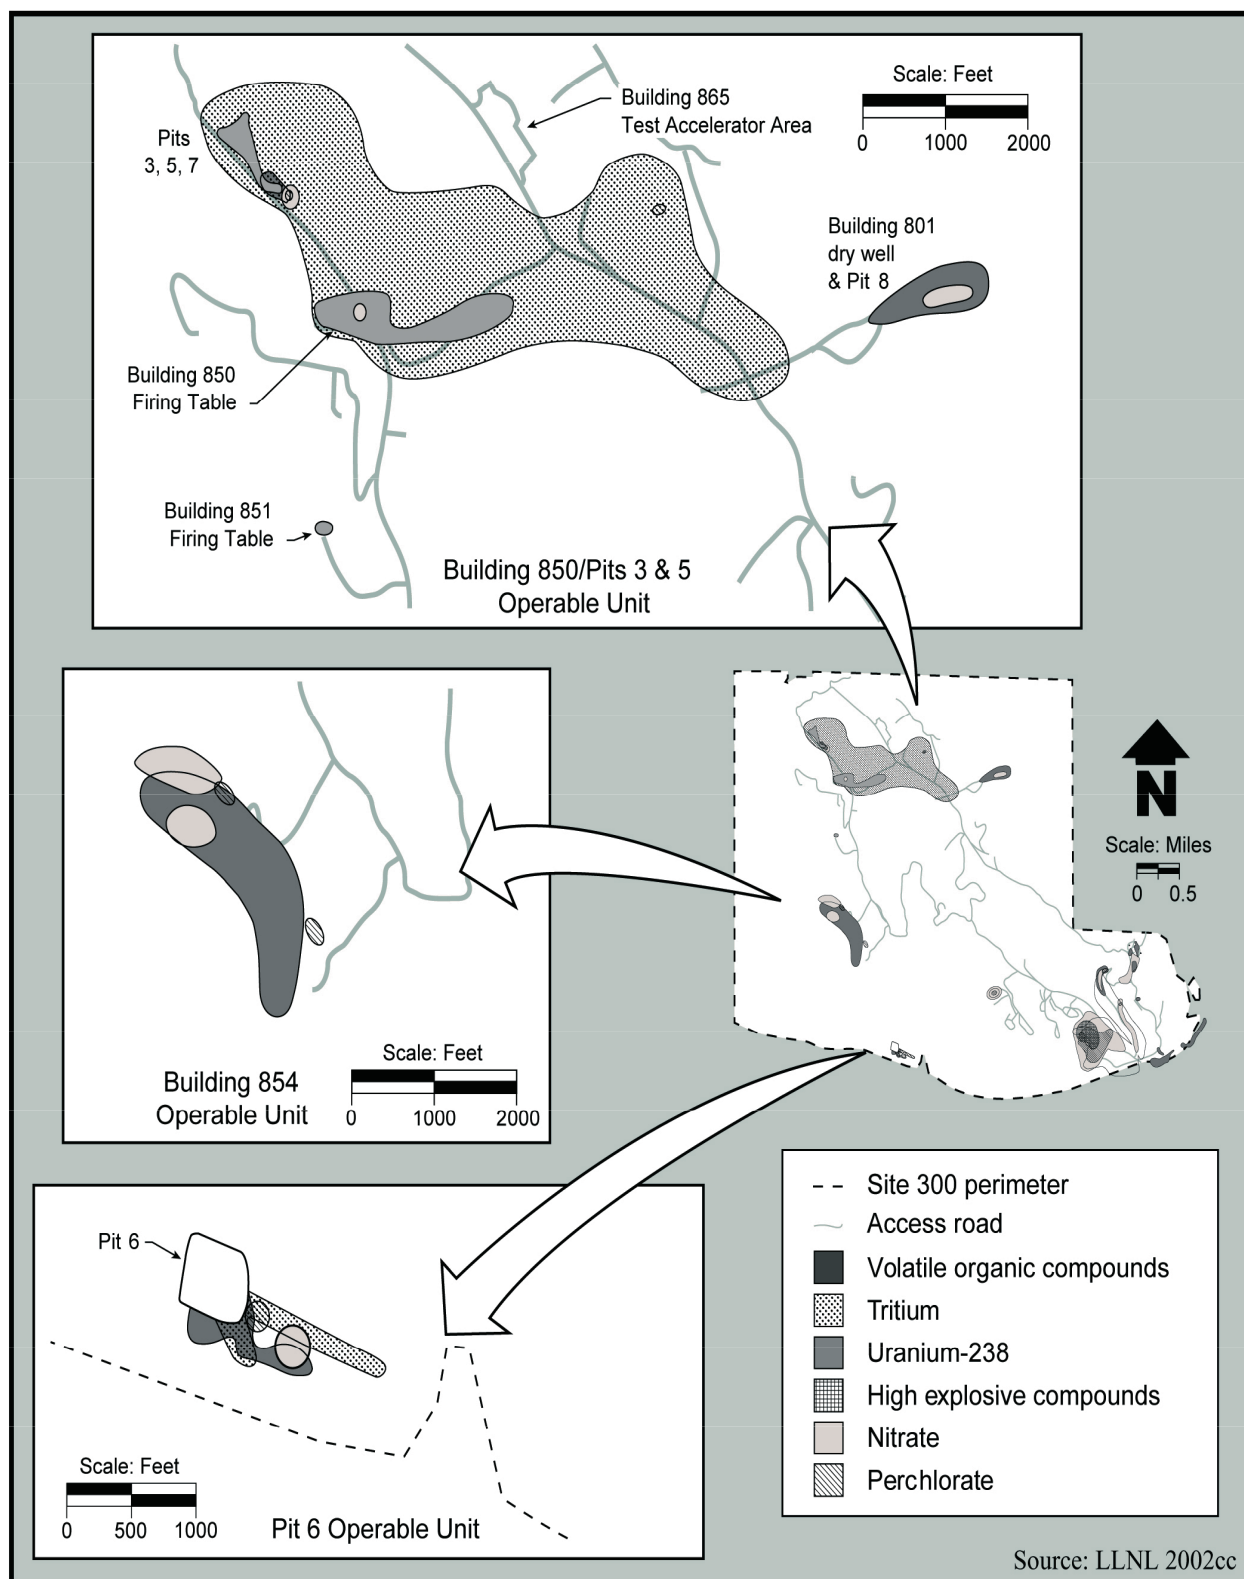 Scale: Feet
0 1000 2000
Building 865
Test Accelerator Area
Pits
3, 5, 7
Building 801
dry well
& Pit 8
Building 850
Firing Table
Building 851
Firing Table
Building 850/Pits 3 & 5
Operable Unit
N
Scale: Miles
0 0.5
Scale: Feet
0 1000 2000
Building 854
Operable Unit
Pit 6
Scale: Feet
0 500 1000
Pit 6 Operable Unit
Site 300 perimeter
Access road
Volatile organic compounds
Tritium
Uranium-238
High explosive compounds
Nitrate
Perchlorate
Source: LLNL 2002cc